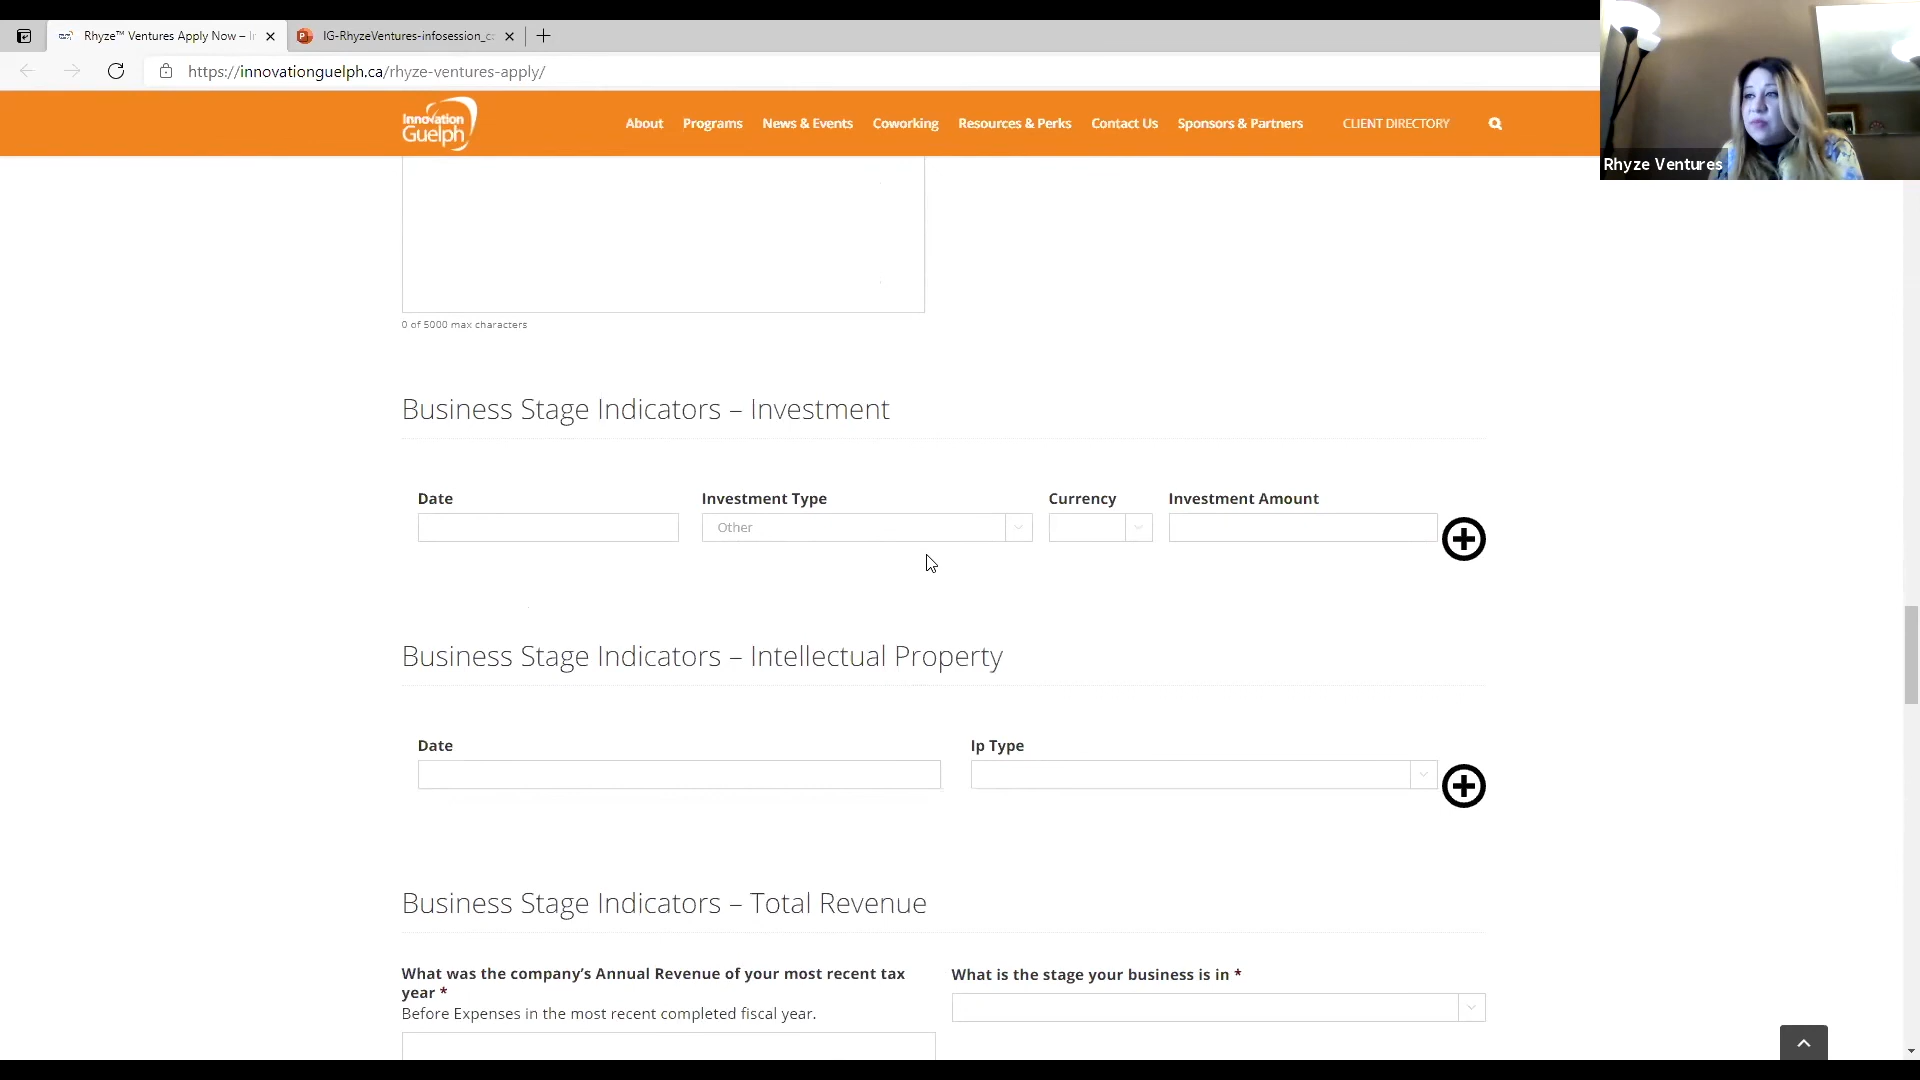 Rhyze™ Ventures Apply Now – I
IG-RhyzeVentures-infosession_c
https://innovationguelph.ca/rhyze-ventures-apply/
Innovation
Guelph
About Programs News & Events Coworking Resources & Perks Contact Us Sponsors & Partners CLIENT DIRECTORY
Rhyze Ventures
0 of 5000 max characters
Business Stage Indicators – Investment
Date Investment Type Currency Investment Amount
Other
Business Stage Indicators – Intellectual Property
Date Ip Type
Business Stage Indicators – Total Revenue
What was the company’s Annual Revenue of your most recent tax
year *
What is the stage your business is in *
Before Expenses in the most recent completed fiscal year.